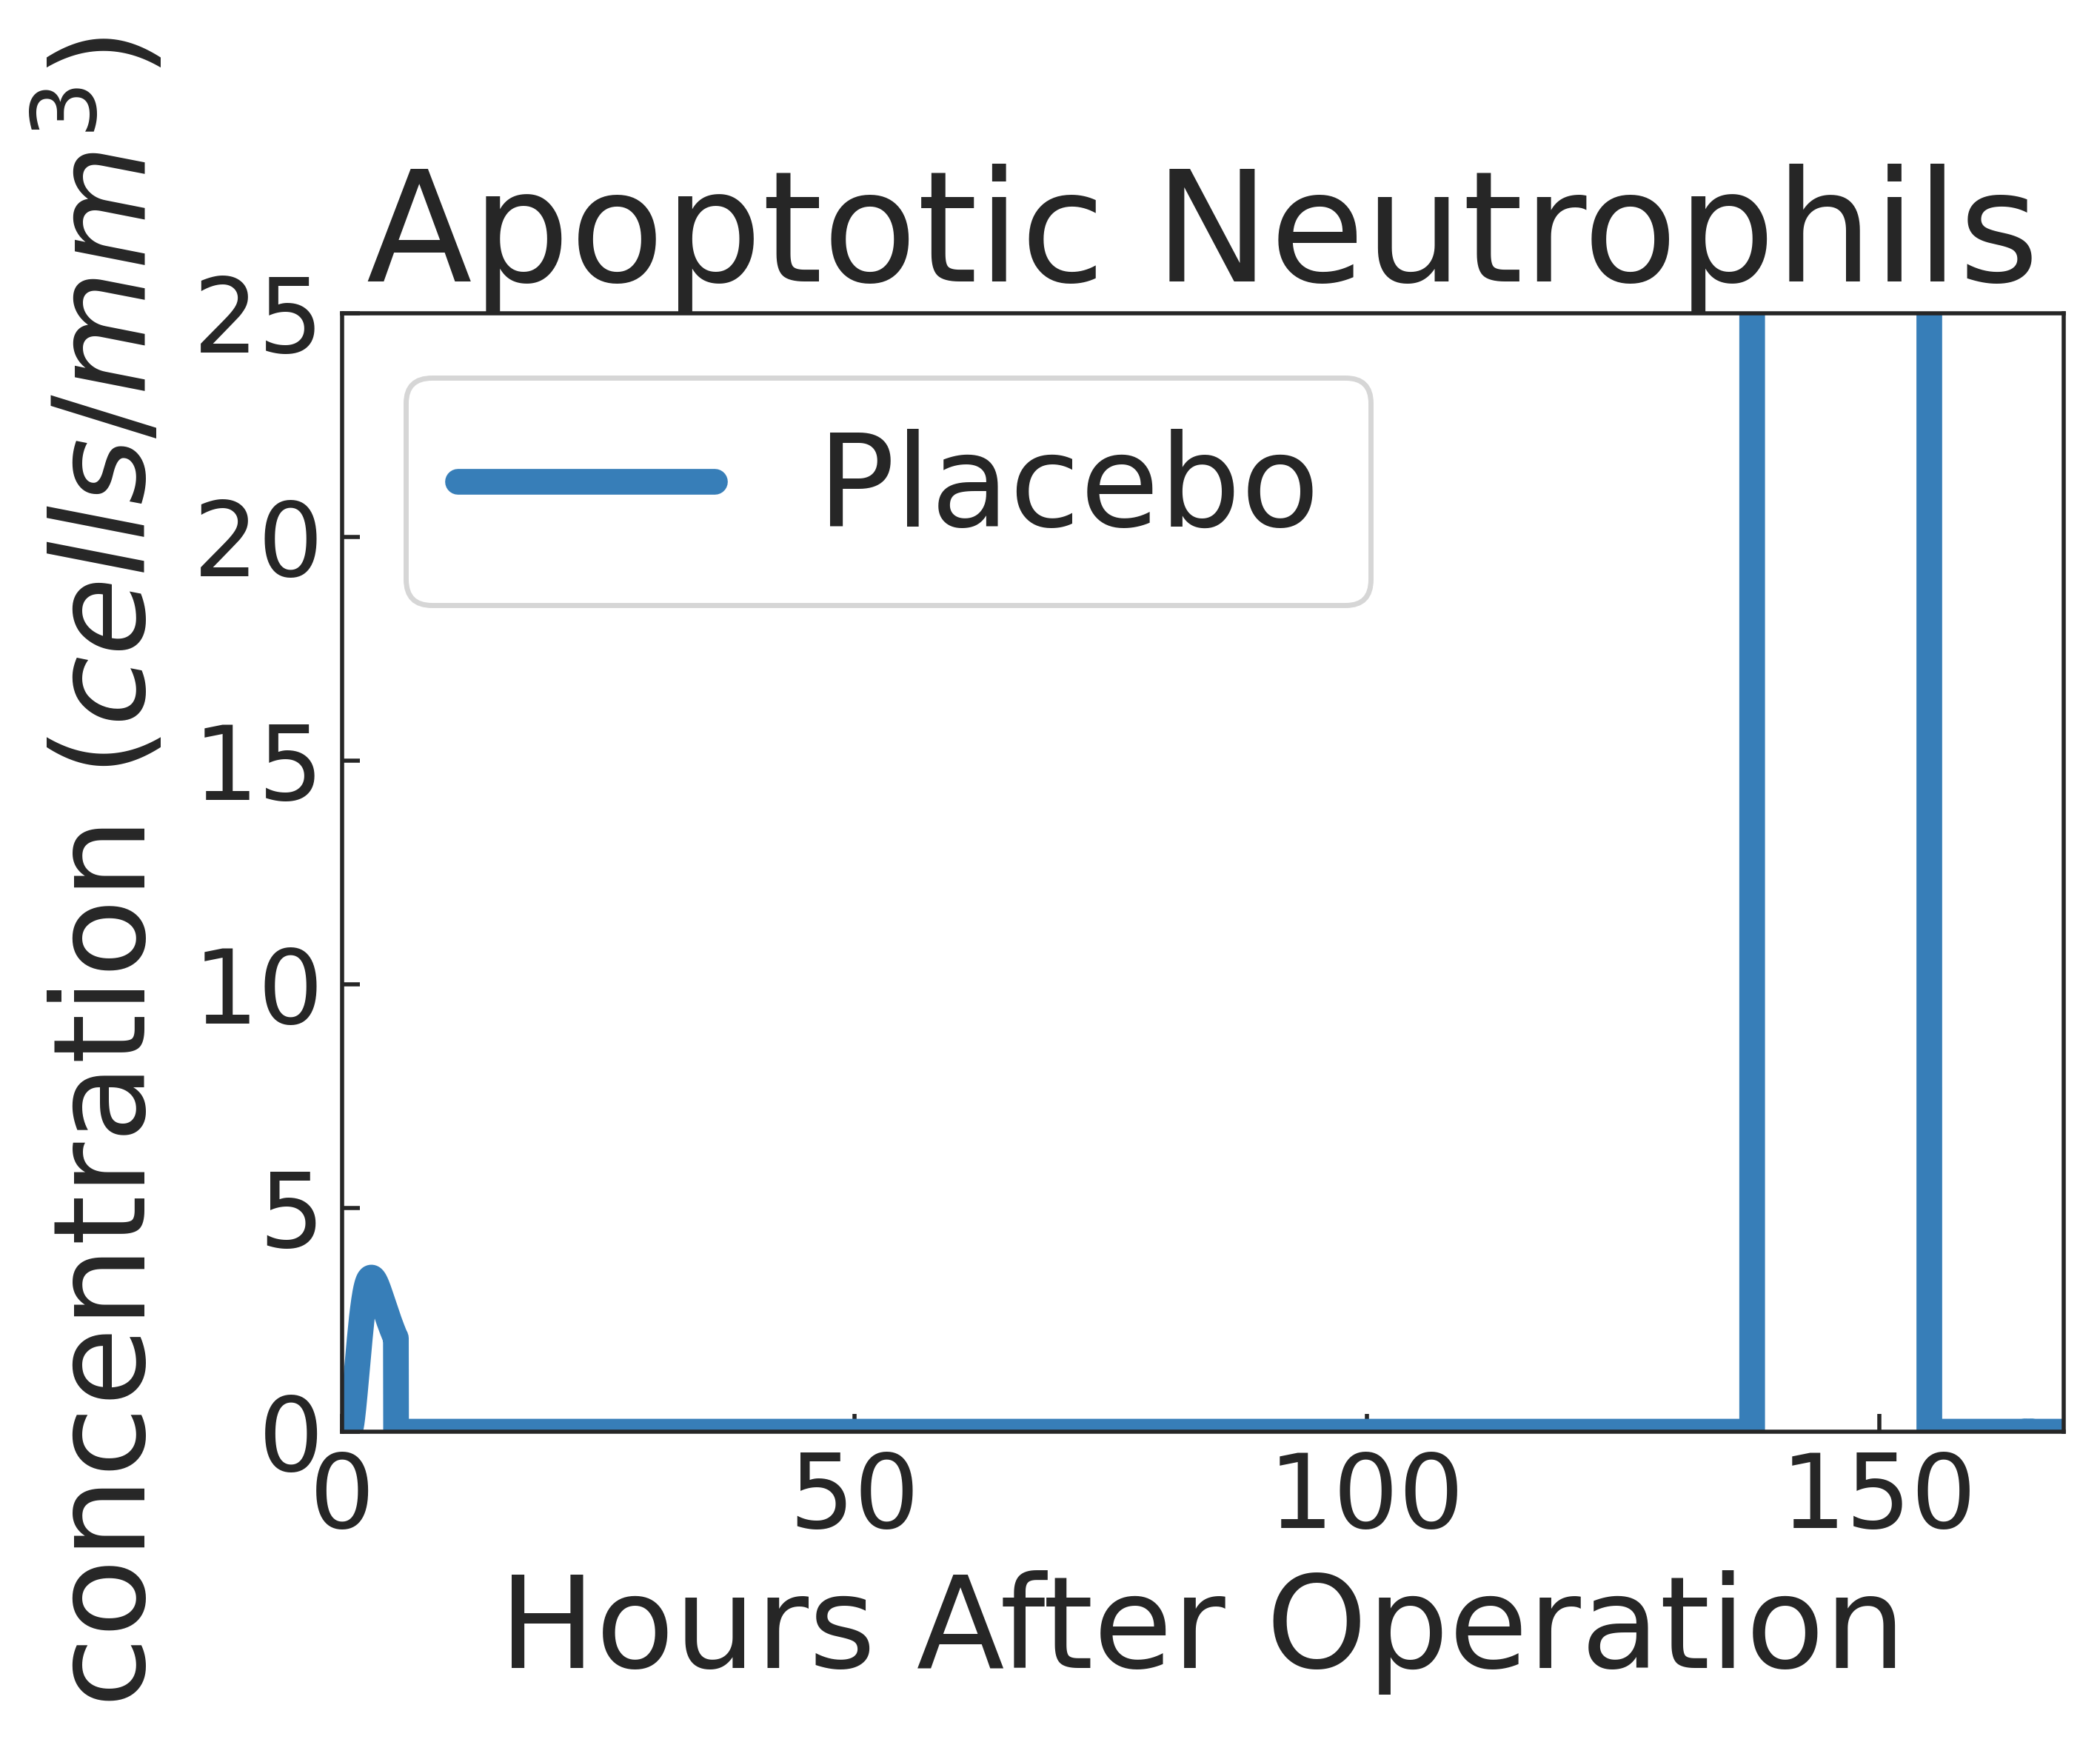 Apoptotic Neutrophils
concentration (cells/mm³)
25
20
15
10
5
0
Placebo
0 50 100 150
Hours After Operation